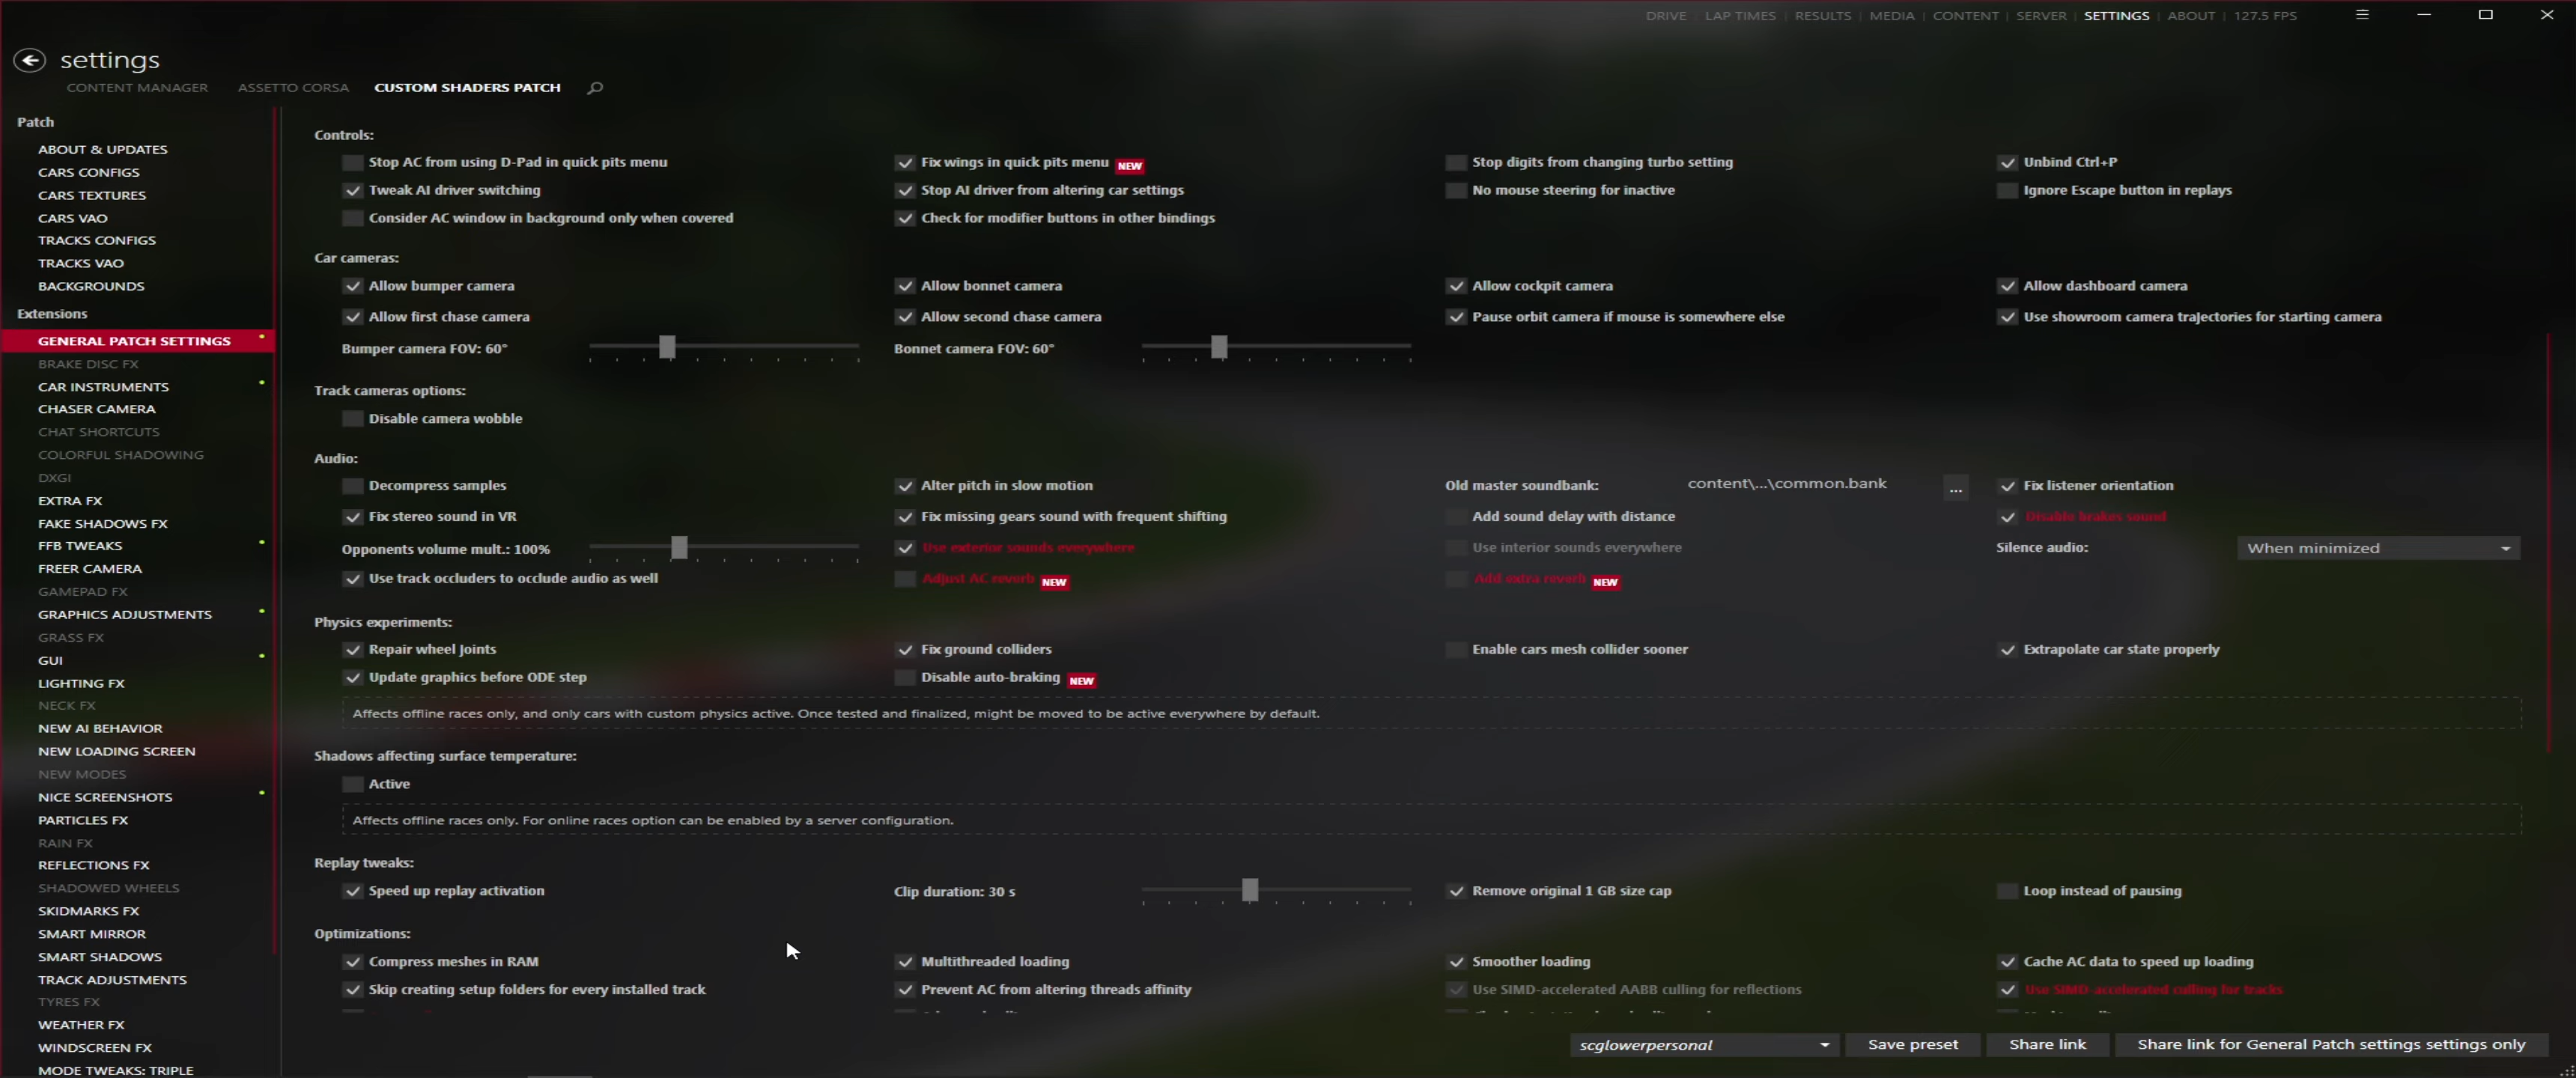 DRIVE LAP TIMES RESULTS MEDIA CONTENT SERVER SETTINGS ABOUT 127.5 FPS
settings
CONTENT MANAGER ASSETTO CORSA CUSTOM SHADERS PATCH
Patch
ABOUT & UPDATES
CARS CONFIGS
CARS TEXTURES
CARS VAO
TRACKS CONFIGS
TRACKS VAO
BACKGROUNDS
Extensions
GENERAL PATCH SETTINGS
BRAKE DISC FX
CAR INSTRUMENTS
CHASER CAMERA
CHAT SHORTCUTS
COLORFUL SHADOWING
DXGI
EXTRA FX
FAKE SHADOWS FX
FFB TWEAKS
FREER CAMERA
GAMEPAD FX
GRAPHICS ADJUSTMENTS
GRASS FX
GUI
LIGHTING FX
NECK FX
NEW AI BEHAVIOR
NEW LOADING SCREEN
NEW MODES
NICE SCREENSHOTS
PARTICLES FX
RAIN FX
REFLECTIONS FX
SHADOWED WHEELS
SKIDMARKS FX
SMART MIRROR
SMART SHADOWS
TRACK ADJUSTMENTS
TYRES FX
WEATHER FX
WINDSCREEN FX
MODE TWEAKS: TRIPLE
Controls:
Stop AC from using D-Pad in quick pits menu Fix wings in quick pits menu NEW Stop digits from changing turbo setting Unbind Ctrl+P
Tweak AI driver switching Stop AI driver from altering car settings No mouse steering for inactive Ignore Escape button in replays
Consider AC window in background only when covered Check for modifier buttons in other bindings
Car cameras:
Allow bumper camera Allow bonnet camera Allow cockpit camera Allow dashboard camera
Allow first chase camera Allow second chase camera Pause orbit camera if mouse is somewhere else Use showroom camera trajectories for starting camera
Bumper camera FOV: 60° Bonnet camera FOV: 60°
Track cameras options:
Disable camera wobble
Audio:
Decompress samples Alter pitch in slow motion Old master soundbank: content\...\common.bank ... Fix listener orientation
Fix stereo sound in VR Fix missing gears sound with frequent shifting Add sound delay with distance Disable brakes sound
Opponents volume mult.: 100% Use exterior sounds everywhere Use interior sounds everywhere Silence audio: When minimized
Use track occluders to occlude audio as well Adjust AC reverb NEW Add extra reverb NEW
Physics experiments:
Repair wheel Joints Fix ground colliders Enable cars mesh collider sooner Extrapolate car state properly
Update graphics before ODE step Disable auto-braking NEW
Affects offline races only, and only cars with custom physics active. Once tested and finalized, might be moved to be active everywhere by default.
Shadows affecting surface temperature:
Active
Affects offline races only. For online races option can be enabled by a server configuration.
Replay tweaks:
Speed up replay activation Clip duration: 30 s Remove original 1 GB size cap Loop instead of pausing
Optimizations:
Compress meshes in RAM Multithreaded loading Smoother loading Cache AC data to speed up loading
Skip creating setup folders for every installed track Prevent AC from altering threads affinity Use SIMD-accelerated AABB culling for reflections Use SIMD-accelerated culling for tracks
scglowerpersonal Save preset Share link Share link for General Patch settings settings only